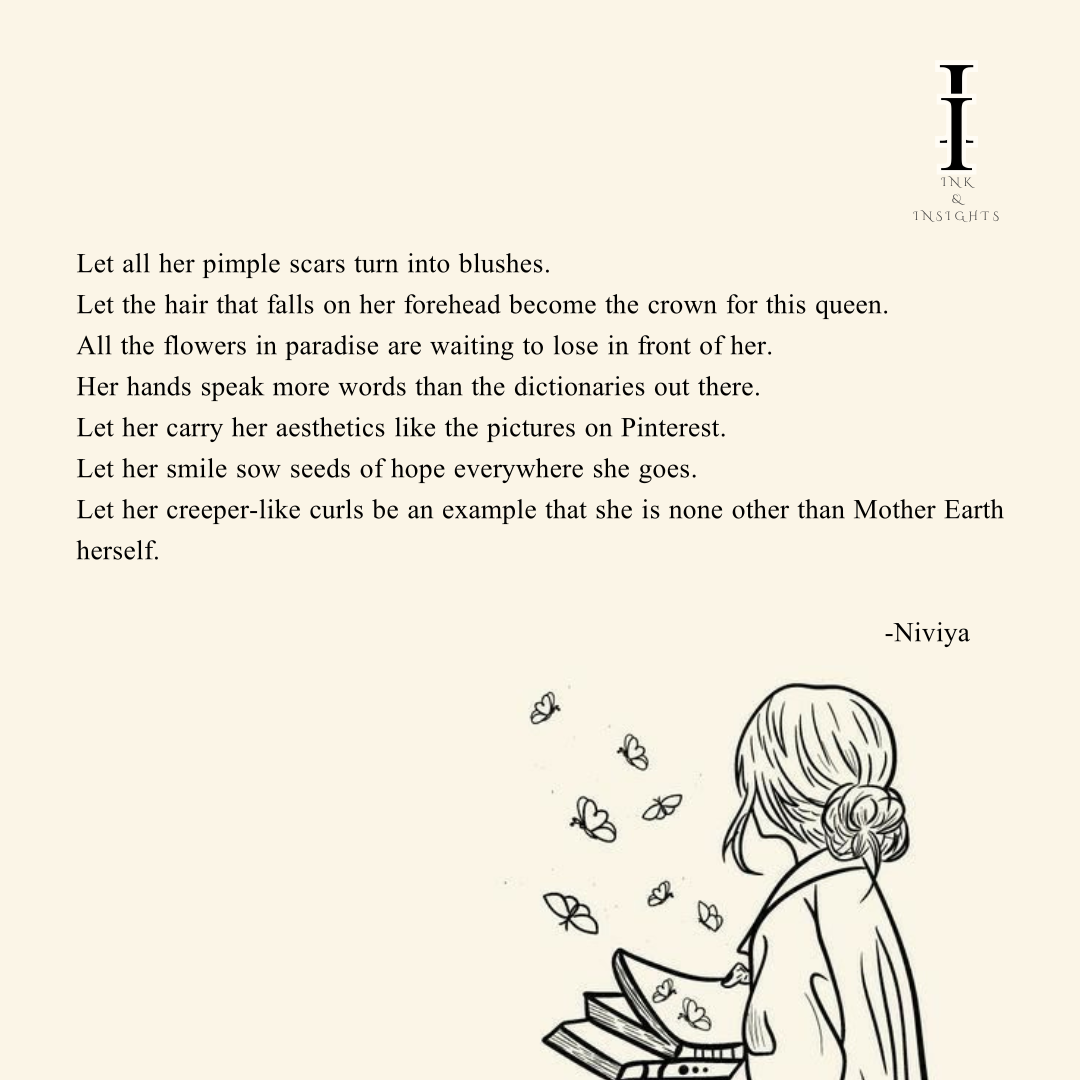 INK
&
INSIGHTS
Let all her pimple scars turn into blushes.
Let the hair that falls on her forehead become the crown for this queen.
All the flowers in paradise are waiting to lose in front of her.
Her hands speak more words than the dictionaries out there.
Let her carry her aesthetics like the pictures on Pinterest.
Let her smile sow seeds of hope everywhere she goes.
Let her creeper-like curls be an example that she is none other than Mother Earth
herself.
-Niviya